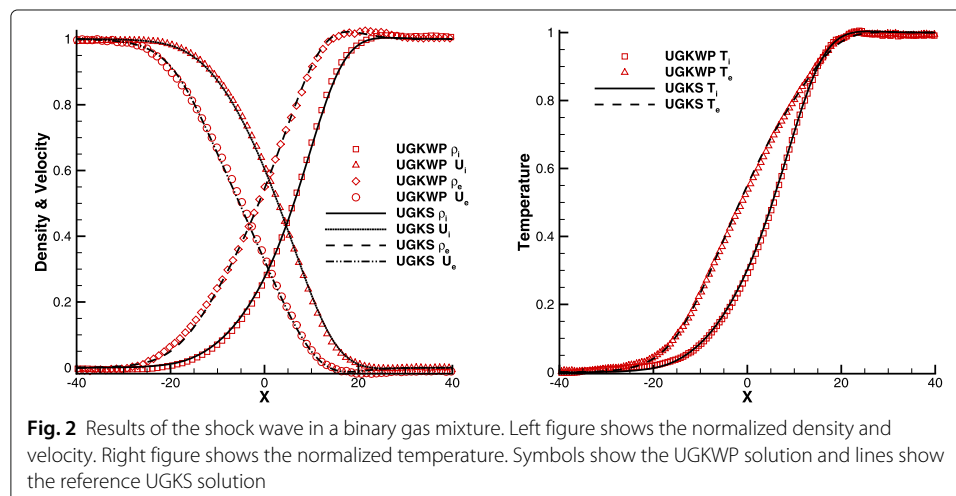 Density & Velocity
1
0.8
0.6
0.4
0.2
0
-40
-20
0
20
40
X
UGKWP ρi
UGKWP Ui
UGKWP ρe
UGKWP Ue
UGKS ρi
UGKS Ui
UGKS ρe
UGKS Ue
Temperature
1
0.8
0.6
0.4
0.2
0
-40
-20
0
20
40
X
UGKWP Ti
UGKWP Te
UGKS Ti
UGKS Te
Fig. 2 Results of the shock wave in a binary gas mixture. Left figure shows the normalized density and
velocity. Right figure shows the normalized temperature. Symbols show the UGKWP solution and lines show
the reference UGKS solution